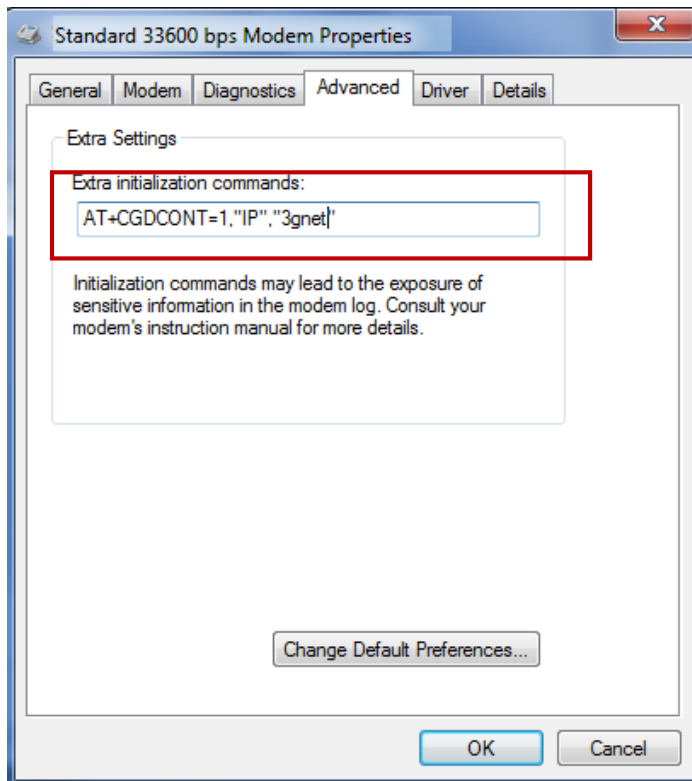 Standard 33600 bps Modem Properties
X
General Modem Diagnostics Advanced Driver Details
Extra Settings
Extra initialization commands:
AT+CGDCONT=1,"IP","3gnet"
Initialization commands may lead to the exposure of
sensitive information in the modem log. Consult your
modem's instruction manual for more details.
Change Default Preferences...
OK Cancel